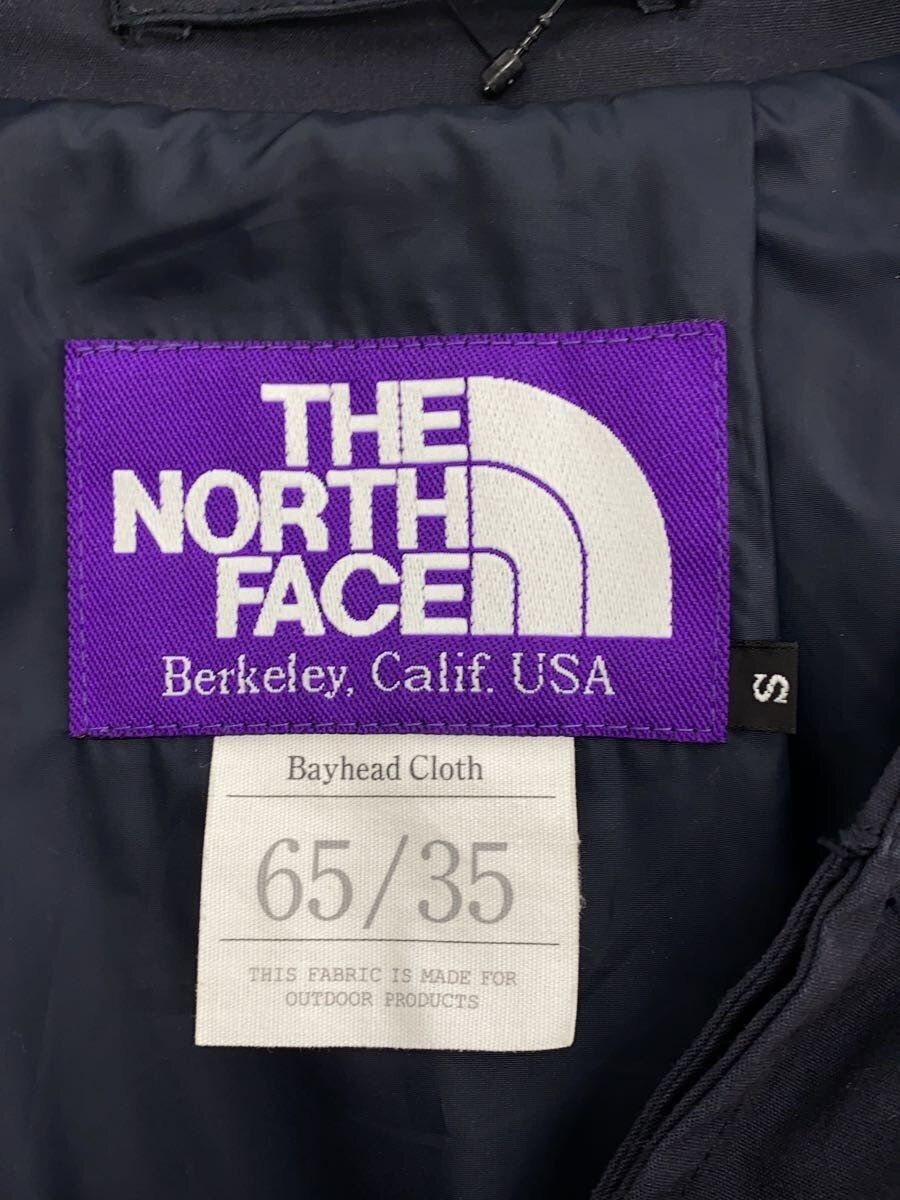 THE
NORTH
FACE
Berkeley, Calif. USA
S
Bayhead Cloth
65/35
THIS FABRIC IS MADE FOR
OUTDOOR PRODUCTS